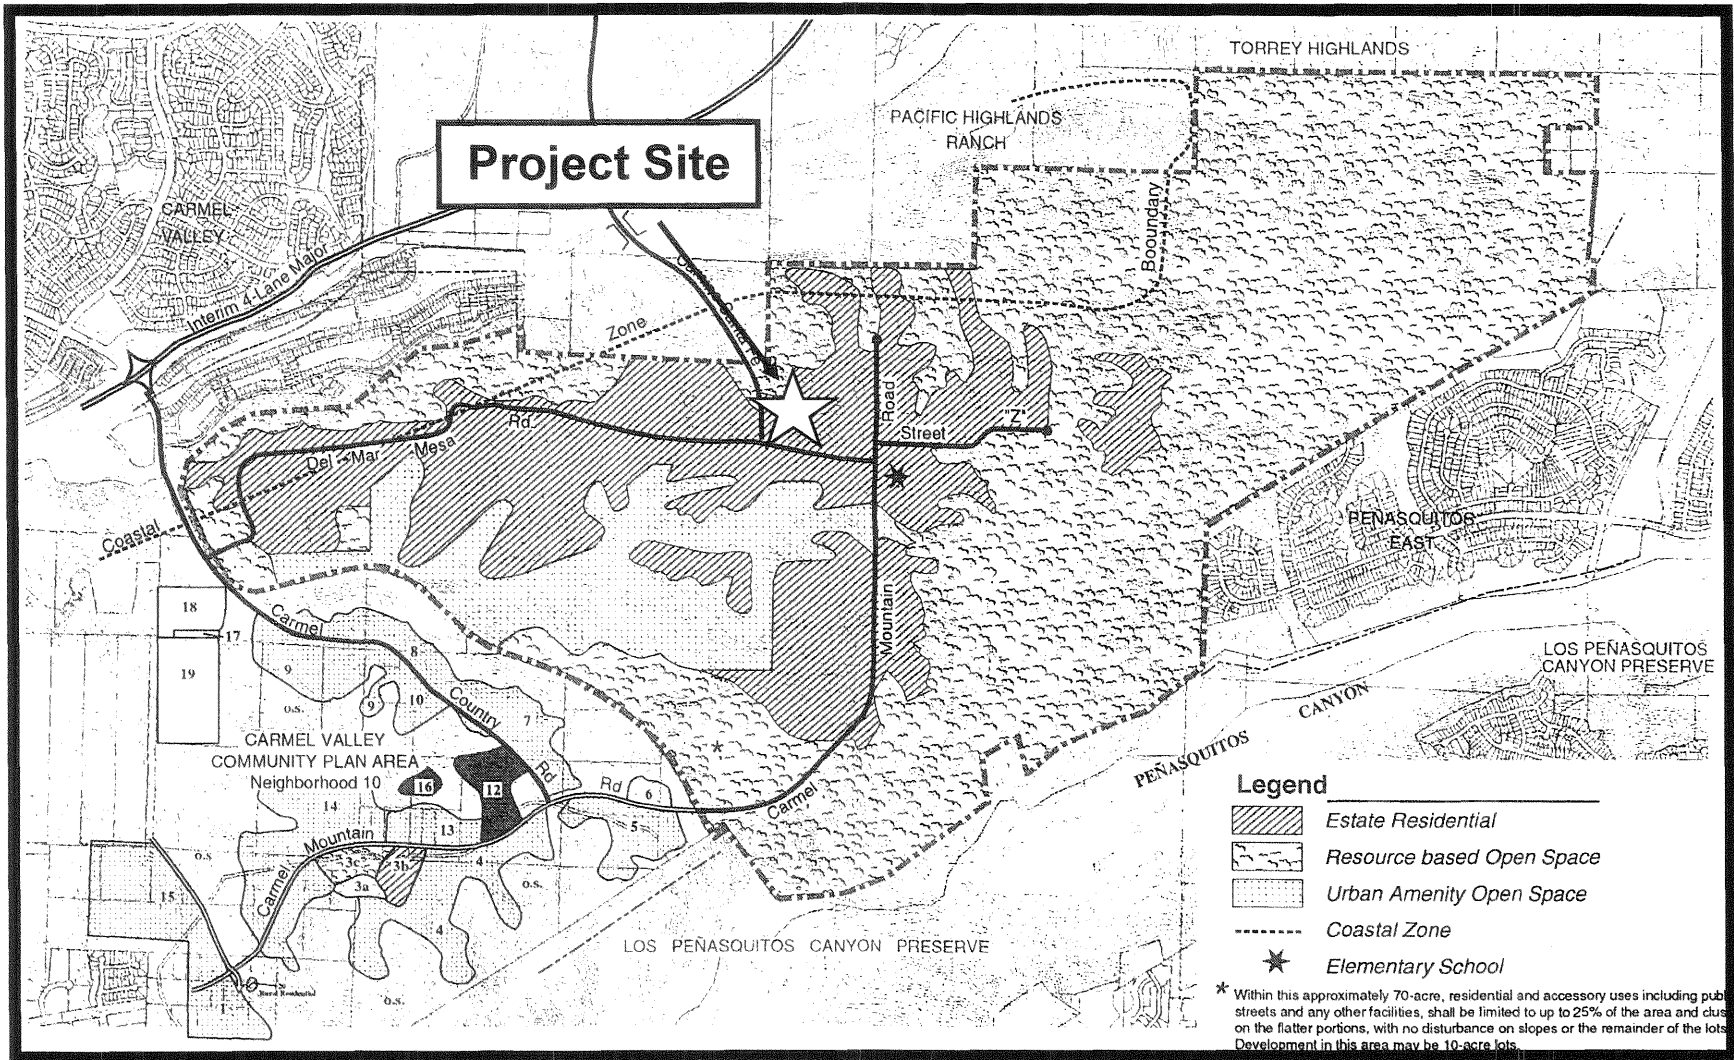 TORREY HIGHLANDS
PACIFIC HIGHLANDS
RANCH
Project Site
CARMEL
VALLEY
Interim 4-Lane Major
Zone
Booundary
Road
Street
"Z"
Del Mar Mesa
Rd
Coastal
PEÑASQUITOS
EAST
18
17
19
Carmel
8
9
9
10
o.s.
Country
7
Rd
Mountain
LOS PEÑASQUITOS
CANYON PRESERVE
PEÑASQUITOS
CANYON
CARMEL VALLEY
COMMUNITY PLAN AREA
Neighborhood 10
*
16
12
Rd
6
5
Carmel
14
13
Mountain
3c
3b
3a
4
o.s
o.s.
15
Carmel
4
1
o.s.
LOS PEÑASQUITOS CANYON PRESERVE
Legend
Estate Residential
Resource based Open Space
Urban Amenity Open Space
Coastal Zone
Elementary School
* Within this approximately 70-acre, residential and accessory uses including publ
streets and any other facilities, shall be limited to up to 25% of the area and clus
on the flatter portions, with no disturbance on slopes or the remainder of the lots
Development in this area may be 10-acre lots.